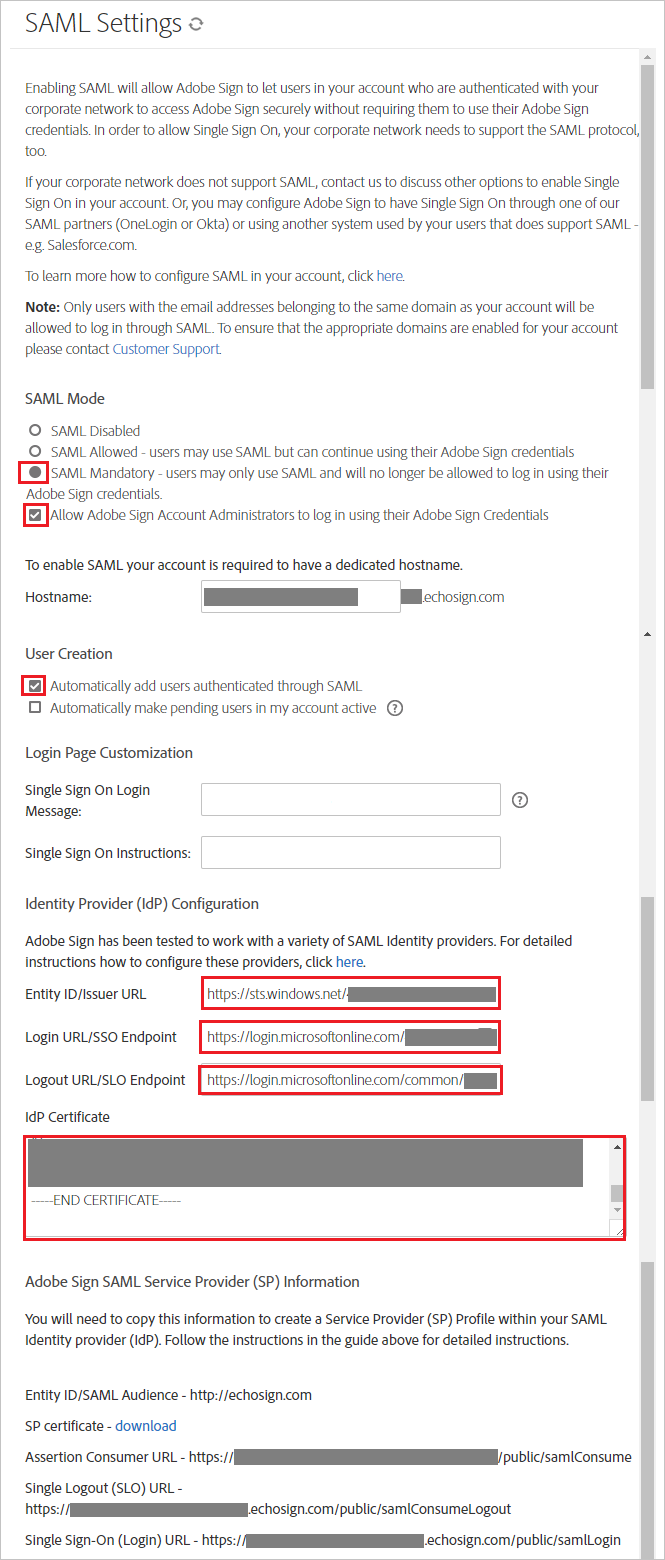 SAML Settings
Enabling SAML will allow Adobe Sign to let users in your account who are authenticated with your
corporate network to access Adobe Sign securely without requiring them to use their Adobe Sign
credentials. In order to allow Single Sign On, your corporate network needs to support the SAML protocol,
too.
If your corporate network does not support SAML, contact us to discuss other options to enable Single
Sign On in your account. Or, you may configure Adobe Sign to have Single Sign On through one of our
SAML partners (OneLogin or Okta) or using another system used by your users that does support SAML -
e.g. Salesforce.com.
To learn more how to configure SAML in your account, click here.
Note: Only users with the email addresses belonging to the same domain as your account will be
allowed to log in through SAML. To ensure that the appropriate domains are enabled for your account
please contact Customer Support.
SAML Mode
SAML Disabled
SAML Allowed - users may use SAML but can continue using their Adobe Sign credentials
SAML Mandatory - users may only use SAML and will no longer be allowed to log in using their
Adobe Sign credentials.
Allow Adobe Sign Account Administrators to log in using their Adobe Sign Credentials
To enable SAML your account is required to have a dedicated hostname.
Hostname: .echosign.com
User Creation
Automatically add users authenticated through SAML
Automatically make pending users in my account active ?
Login Page Customization
Single Sign On Login
Message: ?
Single Sign On Instructions:
Identity Provider (IdP) Configuration
Adobe Sign has been tested to work with a variety of SAML Identity providers. For detailed
instructions how to configure these providers, click here.
Entity ID/Issuer URL https://sts.windows.net/
Login URL/SSO Endpoint https://login.microsoftonline.com/
Logout URL/SLO Endpoint https://login.microsoftonline.com/common/
IdP Certificate
-----END CERTIFICATE-----
Adobe Sign SAML Service Provider (SP) Information
You will need to copy this information to create a Service Provider (SP) Profile within your SAML
Identity provider (IdP). Follow the instructions in the guide above for detailed instructions.
Entity ID/SAML Audience - http://echosign.com
SP certificate - download
Assertion Consumer URL - https:// /public/samlConsume
Single Logout (SLO) URL -
https:// .echosign.com/public/samlConsumeLogout
Single Sign-On (Login) URL - https:// .echosign.com/public/samlLogin